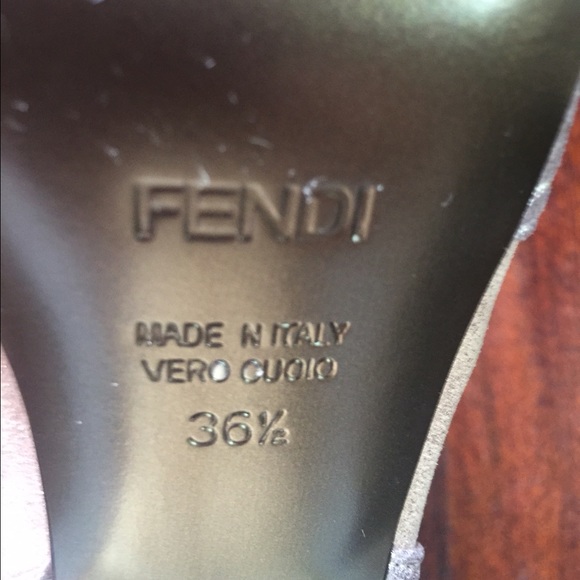 FENDI
MADE IN ITALY
VERO CUOIO
36½